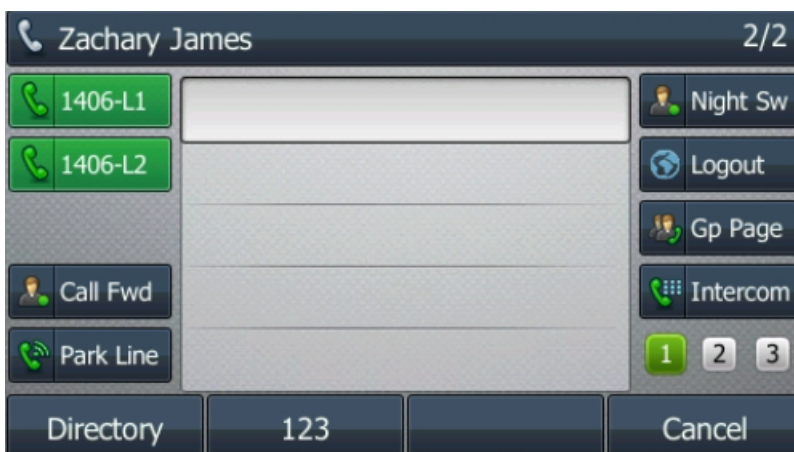 Zachary James 2/2
1406-L1
1406-L2
Call Fwd
Park Line
Night Sw
Logout
Gp Page
Intercom
1 2 3
Directory 123 Cancel